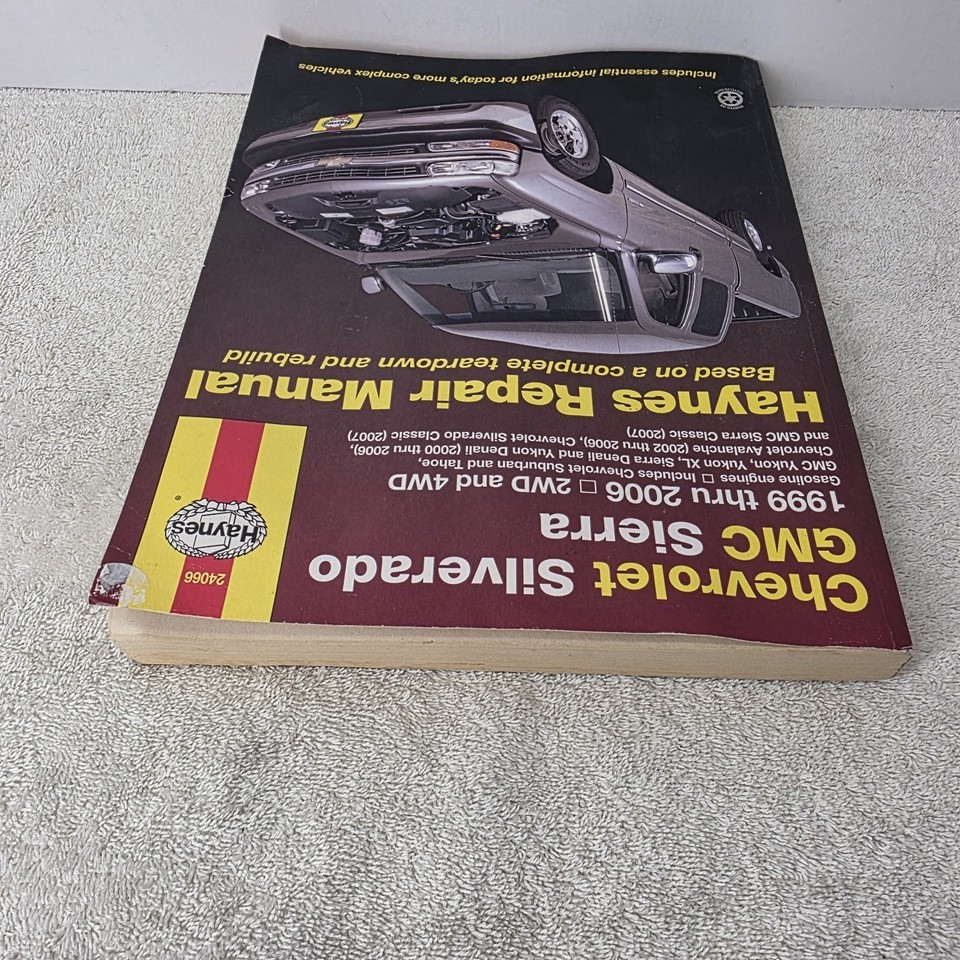 Chevrolet Silverado
GMC Sierra
1999 thru 2006 □ 2WD and 4WD
Gasoline engines □ Includes Chevrolet Suburban and Tahoe,
GMC Yukon, Yukon XL, Sierra Denali and Yukon Denali (2000 thru 2006),
Chevrolet Avalanche (2002 thru 2006), Chevrolet Silverado Classic (2007)
and GMC Sierra Classic (2007)
24066
Haynes
®
Haynes Repair Manual
Based on a complete teardown and rebuild
Haynes
Includes essential information for today's more complex vehicles